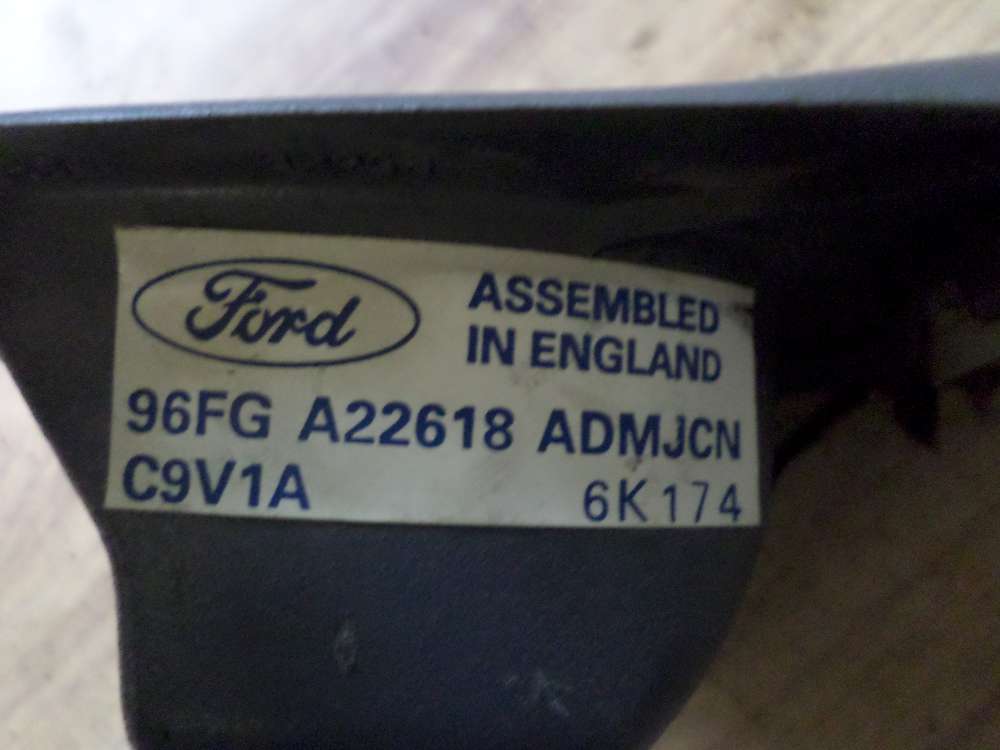 Ford
ASSEMBLED
IN ENGLAND
96FG A22618 ADMJCN
C9V1A 6K174